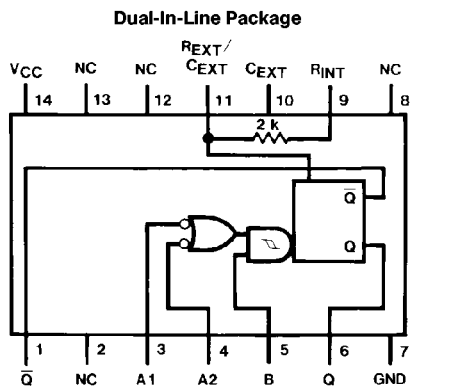 Dual-In-Line Package
REXT/
VCC NC NC CEXT CEXT RINT NC
14 13 12 11 10 9 8
2 k
Q̅
Q
1 2 3 4 5 6 7
Q̅ NC A1 A2 B Q GND